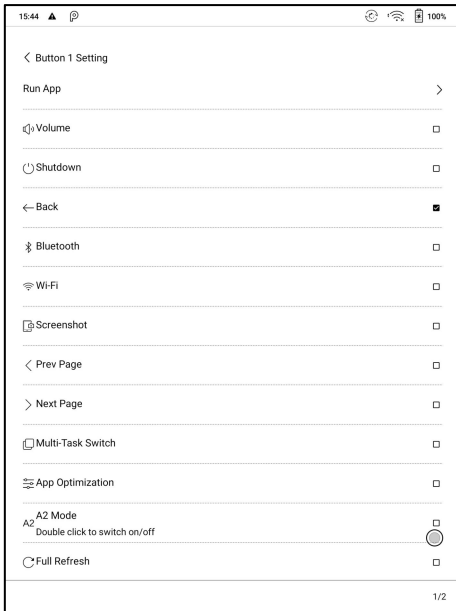 15:44 100%
Button 1 Setting
Run App
Volume
Shutdown
Back
Bluetooth
Wi-Fi
Screenshot
Prev Page
Next Page
Multi-Task Switch
App Optimization
A2 A2 Mode
Double click to switch on/off
Full Refresh
1/2